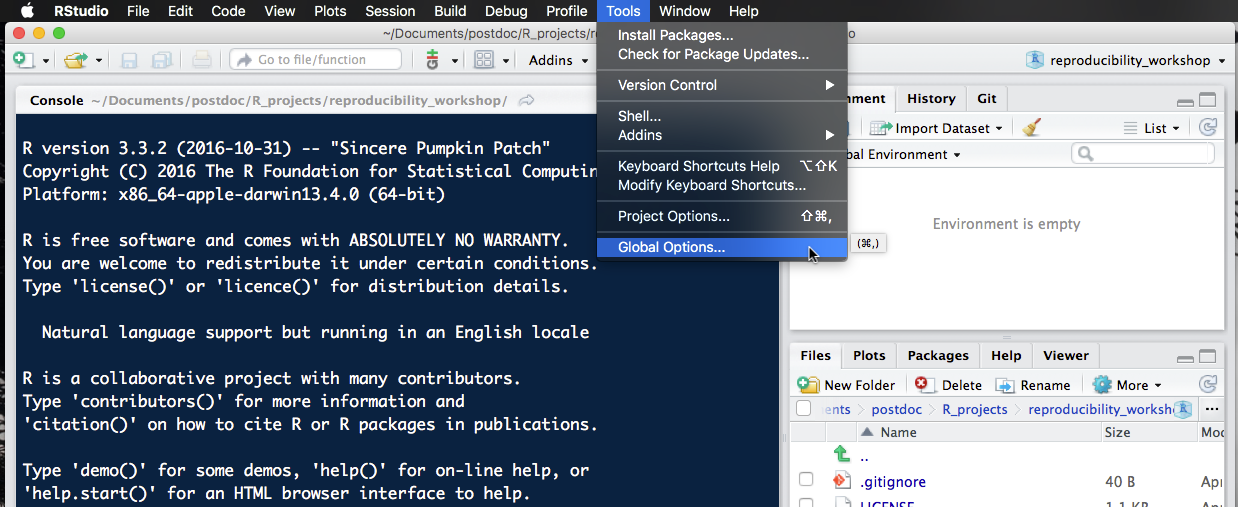 RStudio File Edit Code View Plots Session Build Debug Profile Tools Window Help
~/Documents/postdoc/R_projects/re
Install Packages...
Check for Package Updates...
Version Control
Shell...
Addins
Keyboard Shortcuts Help ⌥⇧K
Modify Keyboard Shortcuts...
Project Options... ⇧⌘,
Global Options...
(⌘,)
Go to file/function
Addins
reproducibility_workshop
Console ~/Documents/postdoc/R_projects/reproducibility_workshop/
R version 3.3.2 (2016-10-31) -- "Sincere Pumpkin Patch"
Copyright (C) 2016 The R Foundation for Statistical Computin
Platform: x86_64-apple-darwin13.4.0 (64-bit)
R is free software and comes with ABSOLUTELY NO WARRANTY.
You are welcome to redistribute it under certain conditions.
Type 'license()' or 'licence()' for distribution details.
Natural language support but running in an English locale
R is a collaborative project with many contributors.
Type 'contributors()' for more information and
'citation()' on how to cite R or R packages in publications.
Type 'demo()' for some demos, 'help()' for on-line help, or
'help.start()' for an HTML browser interface to help.
nment History Git
Import Dataset List
bal Environment
Environment is empty
Files Plots Packages Help Viewer
New Folder Delete Rename More
ents postdoc R_projects reproducibility_worksh ...
Name Size Moc
..
.gitignore 40 B Apr
LICENSE 1.1 KB Apr